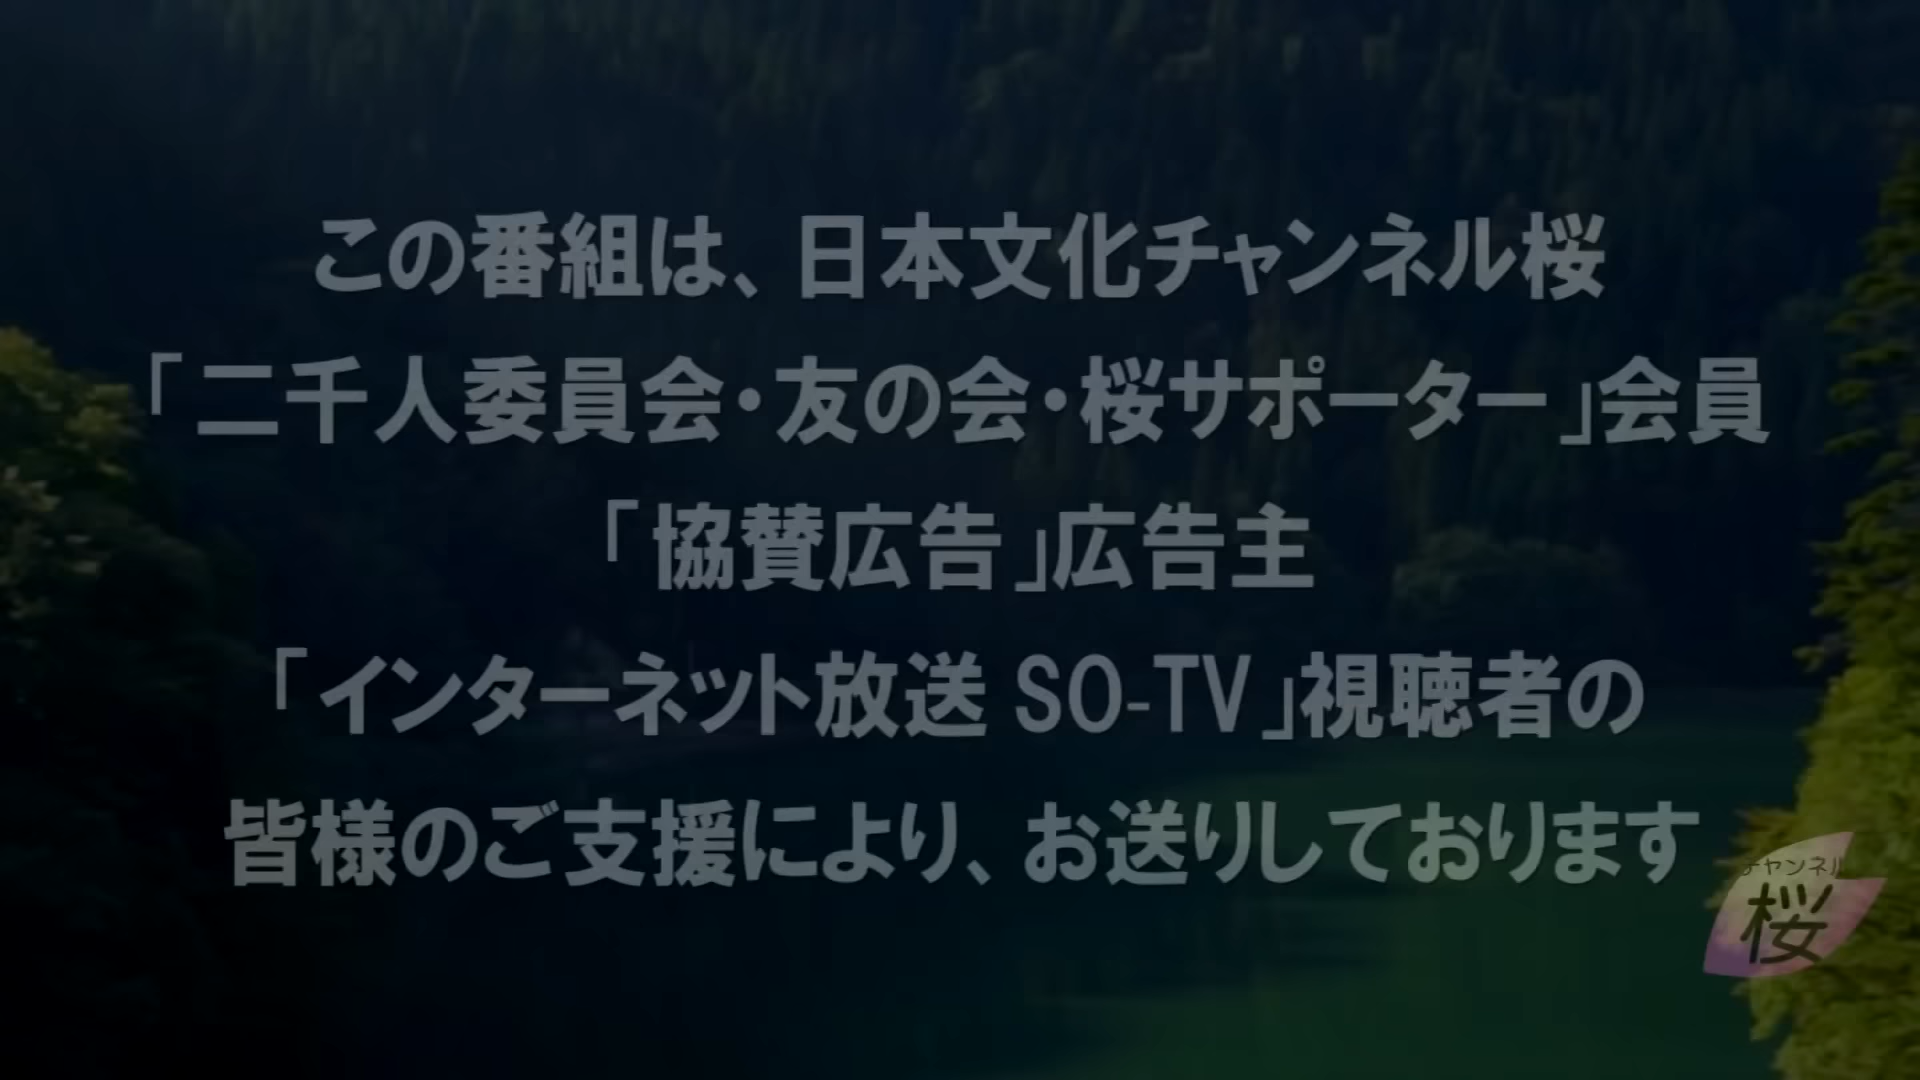 この番組は、日本文化チャンネル桜
「二千人委員会・友の会・桜サポーター」会員
「協賛広告」広告主
「インターネット放送 SO-TV」視聴者の
皆様のご支援により、お送りしております
チャンネル
桜